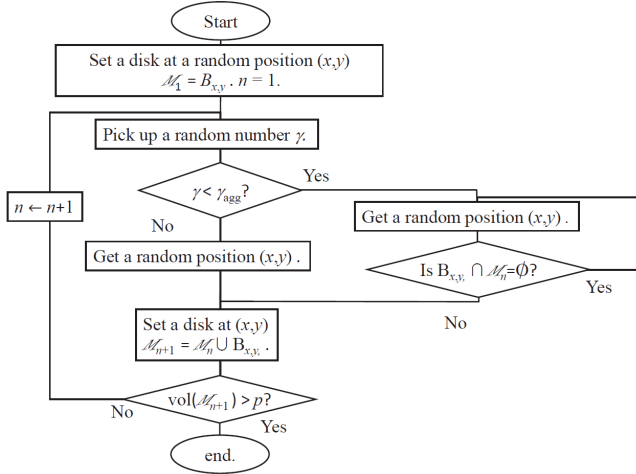 Start
Set a disk at a random position (x,y)
ℳ₁ = Bₓ,ᵧ . n = 1.
Pick up a random number γ.
γ < γagg?
Yes
No
n ← n+1
Get a random position (x,y) .
Get a random position (x,y) .
Is Bx,y, ∩ ℳn=ϕ?
Yes
No
Set a disk at (x,y)
ℳn+1 = ℳn ∪ Bx,y, .
vol(ℳn+1) > p?
No
Yes
end.